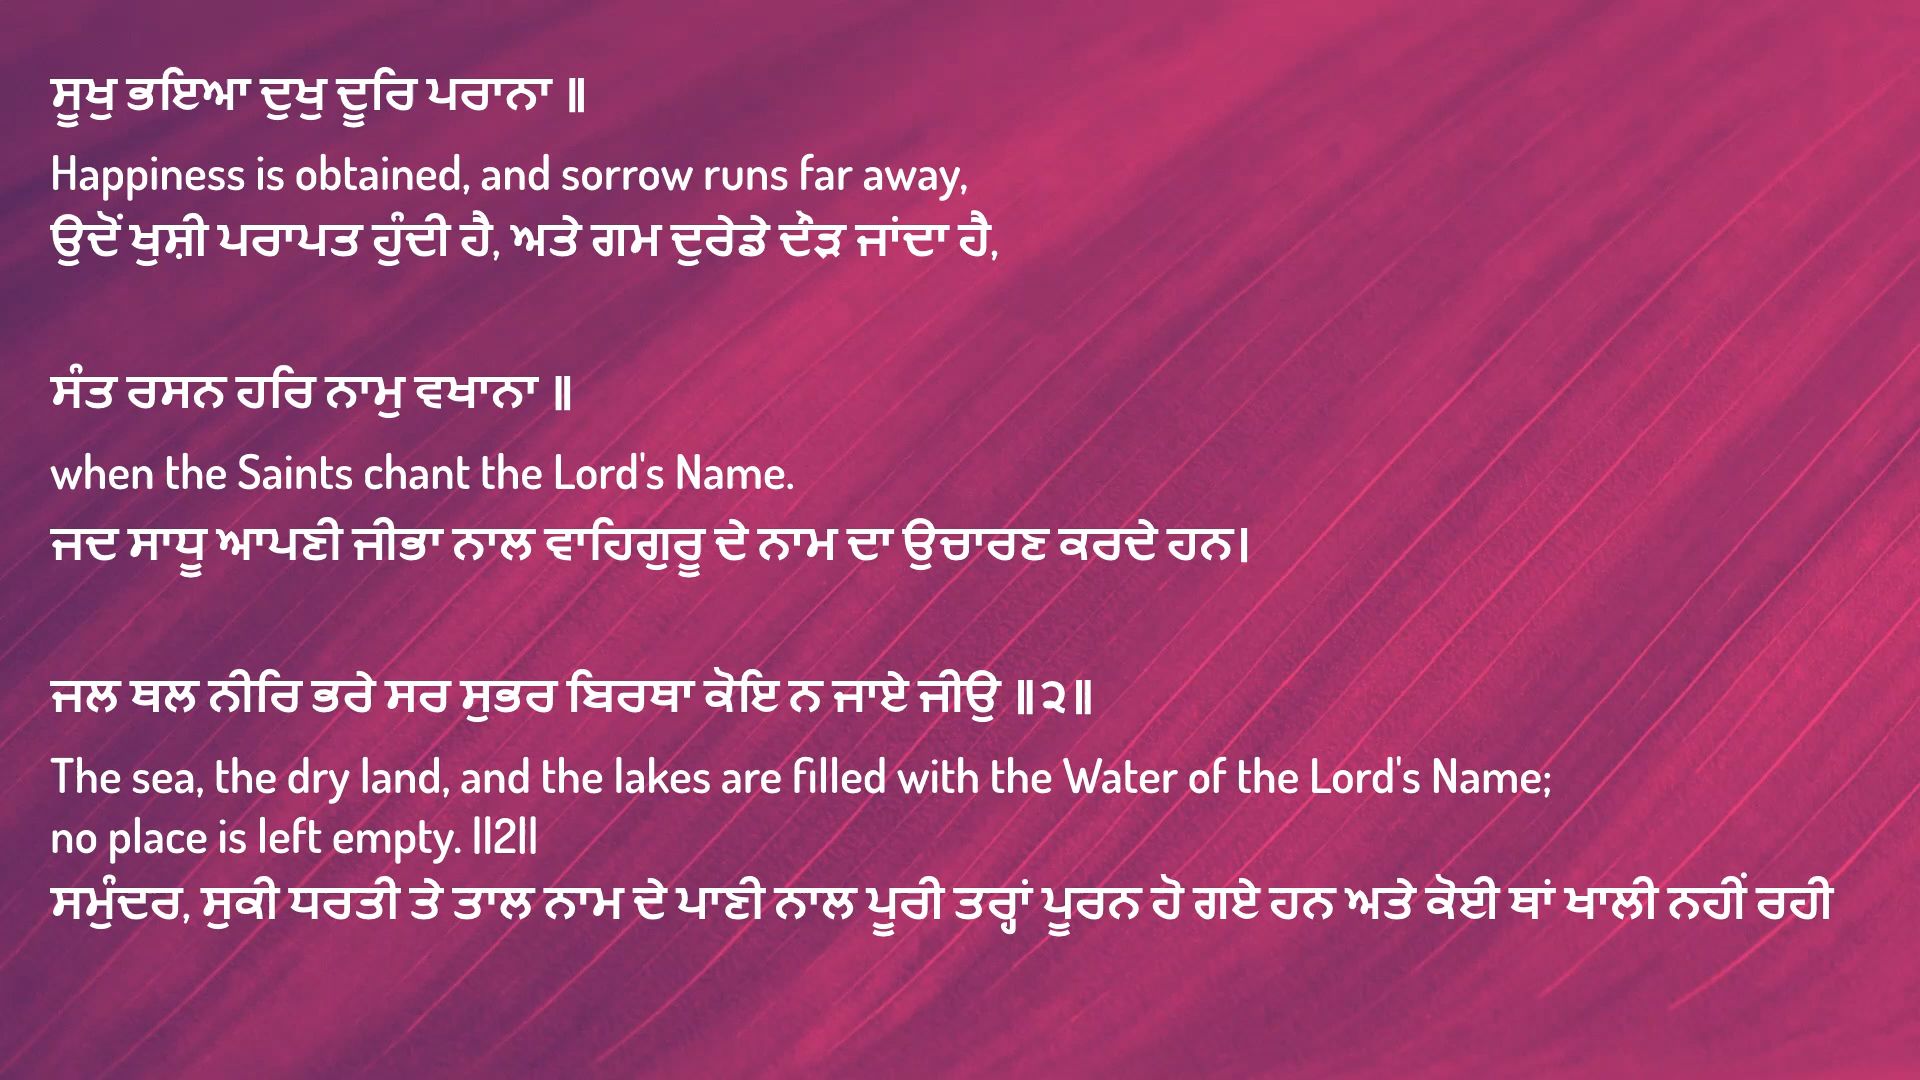 ਸੂਖੁ ਭਇਆ ਦੁਖੁ ਦੂਰਿ ਪਰਾਨਾ ॥
Happiness is obtained, and sorrow runs far away,
ਉਦੋਂ ਖੁਸ਼ੀ ਪਰਾਪਤ ਹੁੰਦੀ ਹੈ, ਅਤੇ ਗਮ ਦੁਰੇਡੇ ਦੌੜ ਜਾਂਦਾ ਹੈ,
ਸੰਤ ਰਸਨ ਹਰਿ ਨਾਮੁ ਵਖਾਨਾ ॥
when the Saints chant the Lord's Name.
ਜਦ ਸਾਧੂ ਆਪਣੀ ਜੀਭਾ ਨਾਲ ਵਾਹਿਗੁਰੂ ਦੇ ਨਾਮ ਦਾ ਉਚਾਰਣ ਕਰਦੇ ਹਨ।
ਜਲ ਥਲ ਨੀਰਿ ਭਰੇ ਸਰ ਸੁਭਰ ਬਿਰਥਾ ਕੋਇ ਨ ਜਾਏ ਜੀਉ ॥੨॥
The sea, the dry land, and the lakes are filled with the Water of the Lord's Name;
no place is left empty. ||2||
ਸਮੁੰਦਰ, ਸੁਕੀ ਧਰਤੀ ਤੇ ਤਾਲ ਨਾਮ ਦੇ ਪਾਣੀ ਨਾਲ ਪੂਰੀ ਤਰ੍ਹਾਂ ਪੂਰਨ ਹੋ ਗਏ ਹਨ ਅਤੇ ਕੋਈ ਥਾਂ ਖਾਲੀ ਨਹੀਂ ਰਹੀ